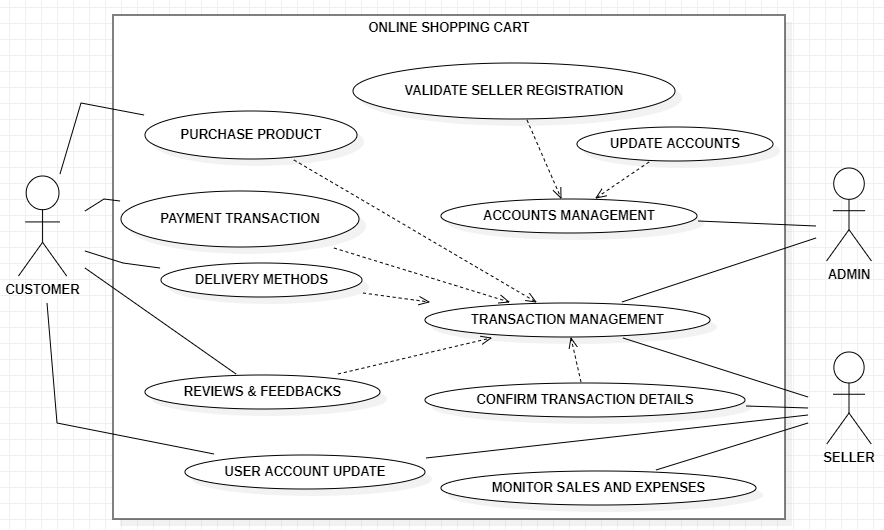 ONLINE SHOPPING CART
VALIDATE SELLER REGISTRATION
PURCHASE PRODUCT
UPDATE ACCOUNTS
PAYMENT TRANSACTION
ACCOUNTS MANAGEMENT
ADMIN
DELIVERY METHODS
CUSTOMER
TRANSACTION MANAGEMENT
REVIEWS & FEEDBACKS
CONFIRM TRANSACTION DETAILS
SELLER
USER ACCOUNT UPDATE
MONITOR SALES AND EXPENSES